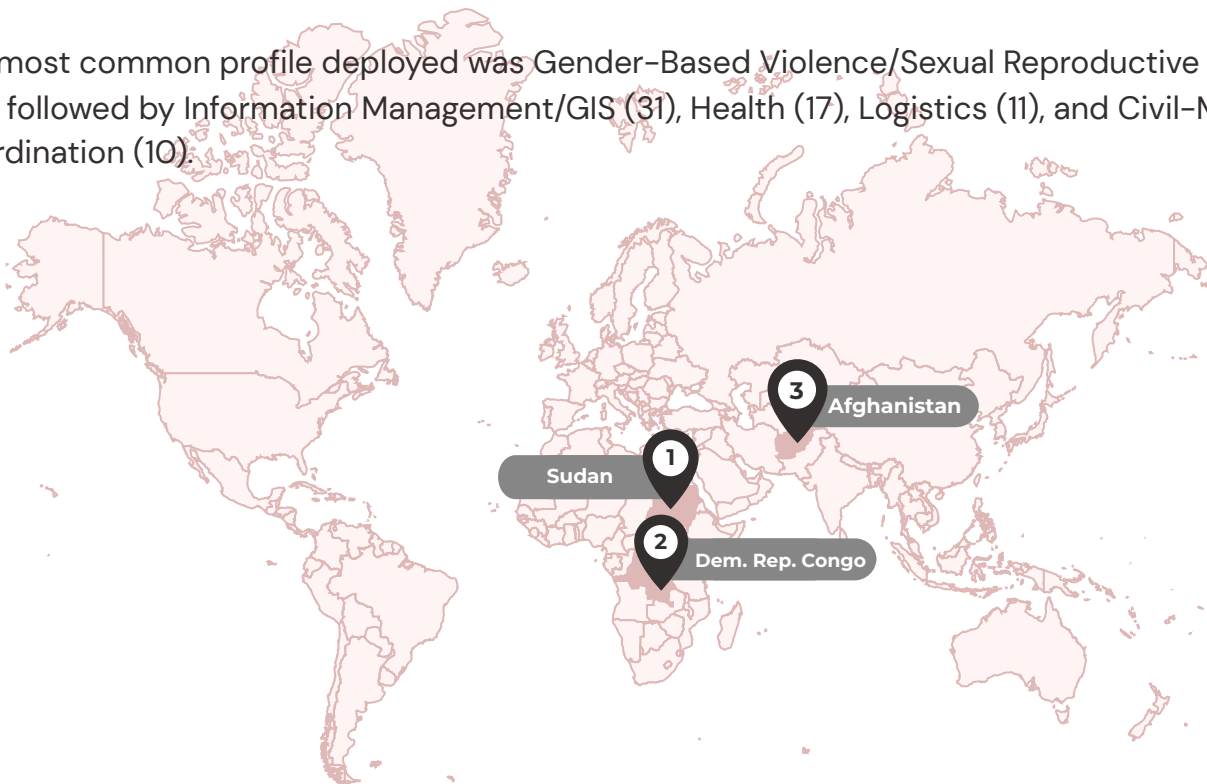 most common profile deployed was Gender-Based Violence/Sexual Reproductive
followed by Information Management/GIS (31), Health (17), Logistics (11), and Civil-M
rdination (10).
3
Afghanistan
1
Sudan
2
Dem. Rep. Congo